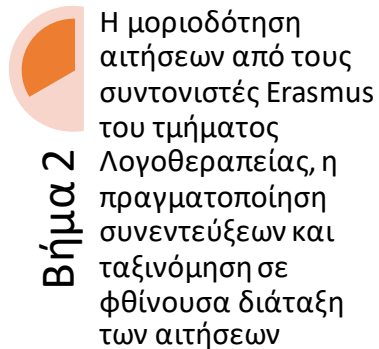 Βήμα 2
Η μοριοδότηση
αιτήσεων από τους
συντονιστές Erasmus
του τμήματος
Λογοθεραπείας, η
πραγματοποίηση
συνεντεύξεων και
ταξινόμηση σε
φθίνουσα διάταξη
των αιτήσεων